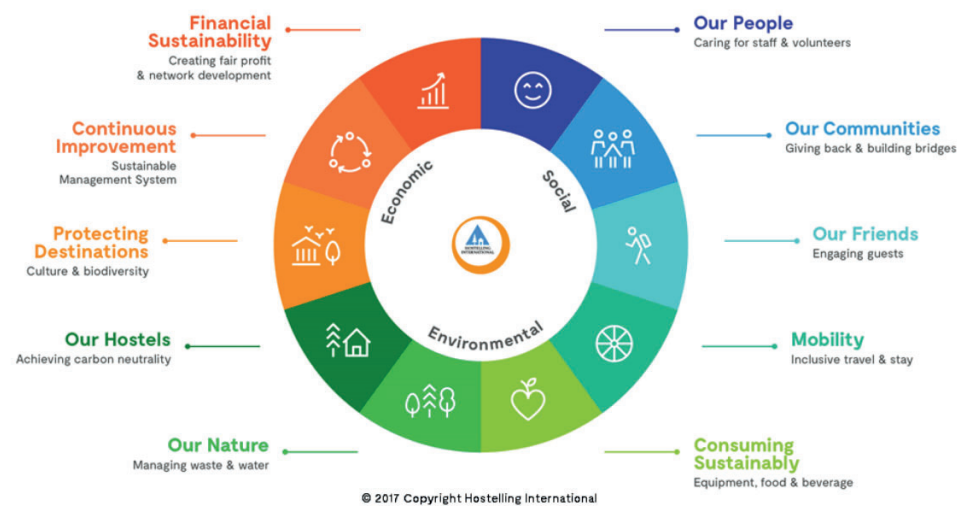 Financial
Sustainability
Creating fair profit
& network development
Continuous
Improvement
Sustainable
Management System
Protecting
Destinations
Culture & biodiversity
Our Hostels
Achieving carbon neutrality
Our Nature
Managing waste & water
Our People
Caring for staff & volunteers
Our Communities
Giving back & building bridges
Our Friends
Engaging guests
Mobility
Inclusive travel & stay
Consuming
Sustainably
Equipment, food & beverage
Economic
Social
Environmental
HOSTELLING
INTERNATIONAL
© 2017 Copyright Hostelling International